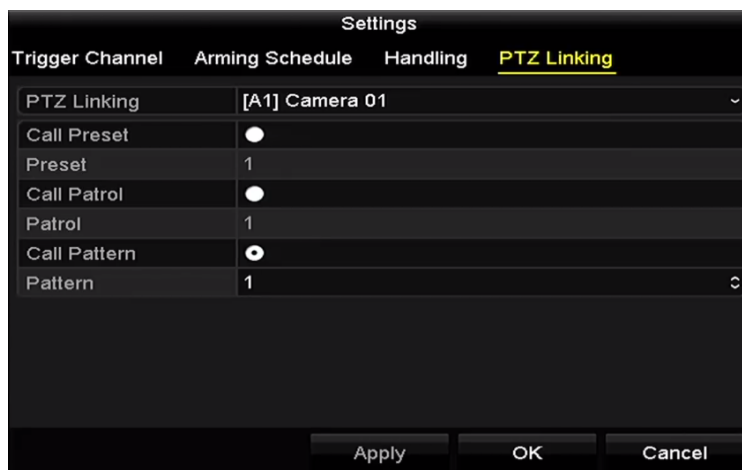 Settings
Trigger Channel Arming Schedule Handling PTZ Linking
PTZ Linking [A1] Camera 01
Call Preset
Preset 1
Call Patrol
Patrol 1
Call Pattern
Pattern 1
Apply OK Cancel